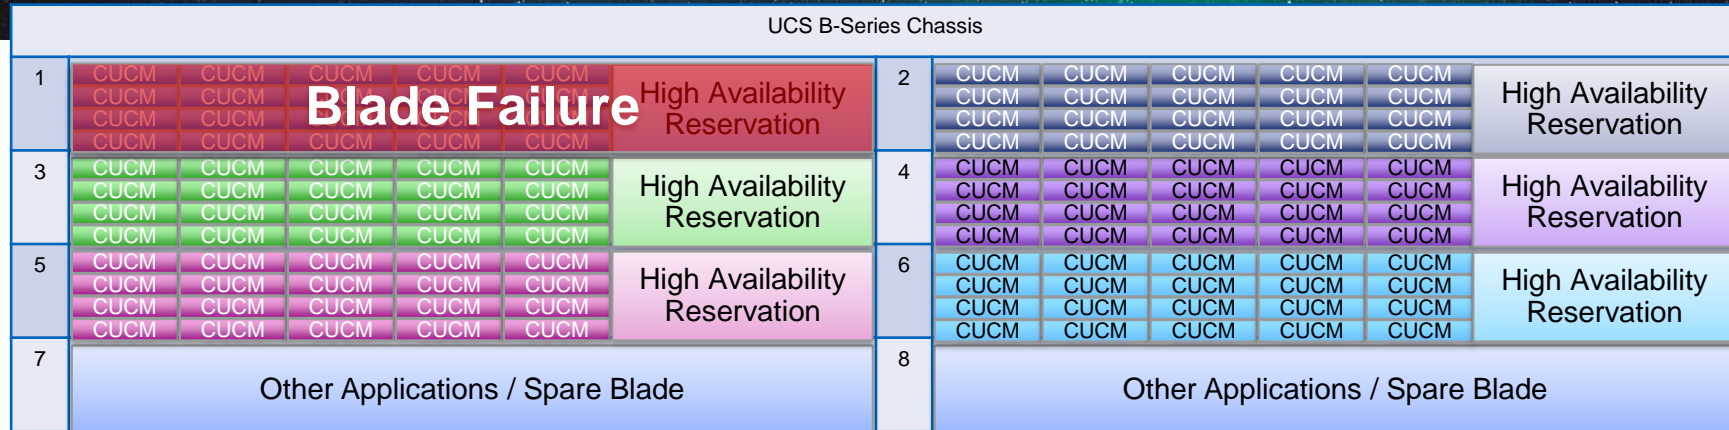 UCS B-Series Chassis
1
CUCM CUCM CUCM CUCM CUCM
CUCM CUCM CUCM CUCM CUCM
CUCM CUCM CUCM CUCM CUCM
CUCM CUCM CUCM CUCM CUCM
Blade Failure
High Availability
Reservation
2
CUCM CUCM CUCM CUCM CUCM
CUCM CUCM CUCM CUCM CUCM
CUCM CUCM CUCM CUCM CUCM
CUCM CUCM CUCM CUCM CUCM
High Availability
Reservation
3
CUCM CUCM CUCM CUCM CUCM
CUCM CUCM CUCM CUCM CUCM
CUCM CUCM CUCM CUCM CUCM
CUCM CUCM CUCM CUCM CUCM
High Availability
Reservation
4
CUCM CUCM CUCM CUCM CUCM
CUCM CUCM CUCM CUCM CUCM
CUCM CUCM CUCM CUCM CUCM
CUCM CUCM CUCM CUCM CUCM
High Availability
Reservation
5
CUCM CUCM CUCM CUCM CUCM
CUCM CUCM CUCM CUCM CUCM
CUCM CUCM CUCM CUCM CUCM
CUCM CUCM CUCM CUCM CUCM
High Availability
Reservation
6
CUCM CUCM CUCM CUCM CUCM
CUCM CUCM CUCM CUCM CUCM
CUCM CUCM CUCM CUCM CUCM
CUCM CUCM CUCM CUCM CUCM
High Availability
Reservation
7
Other Applications / Spare Blade
8
Other Applications / Spare Blade